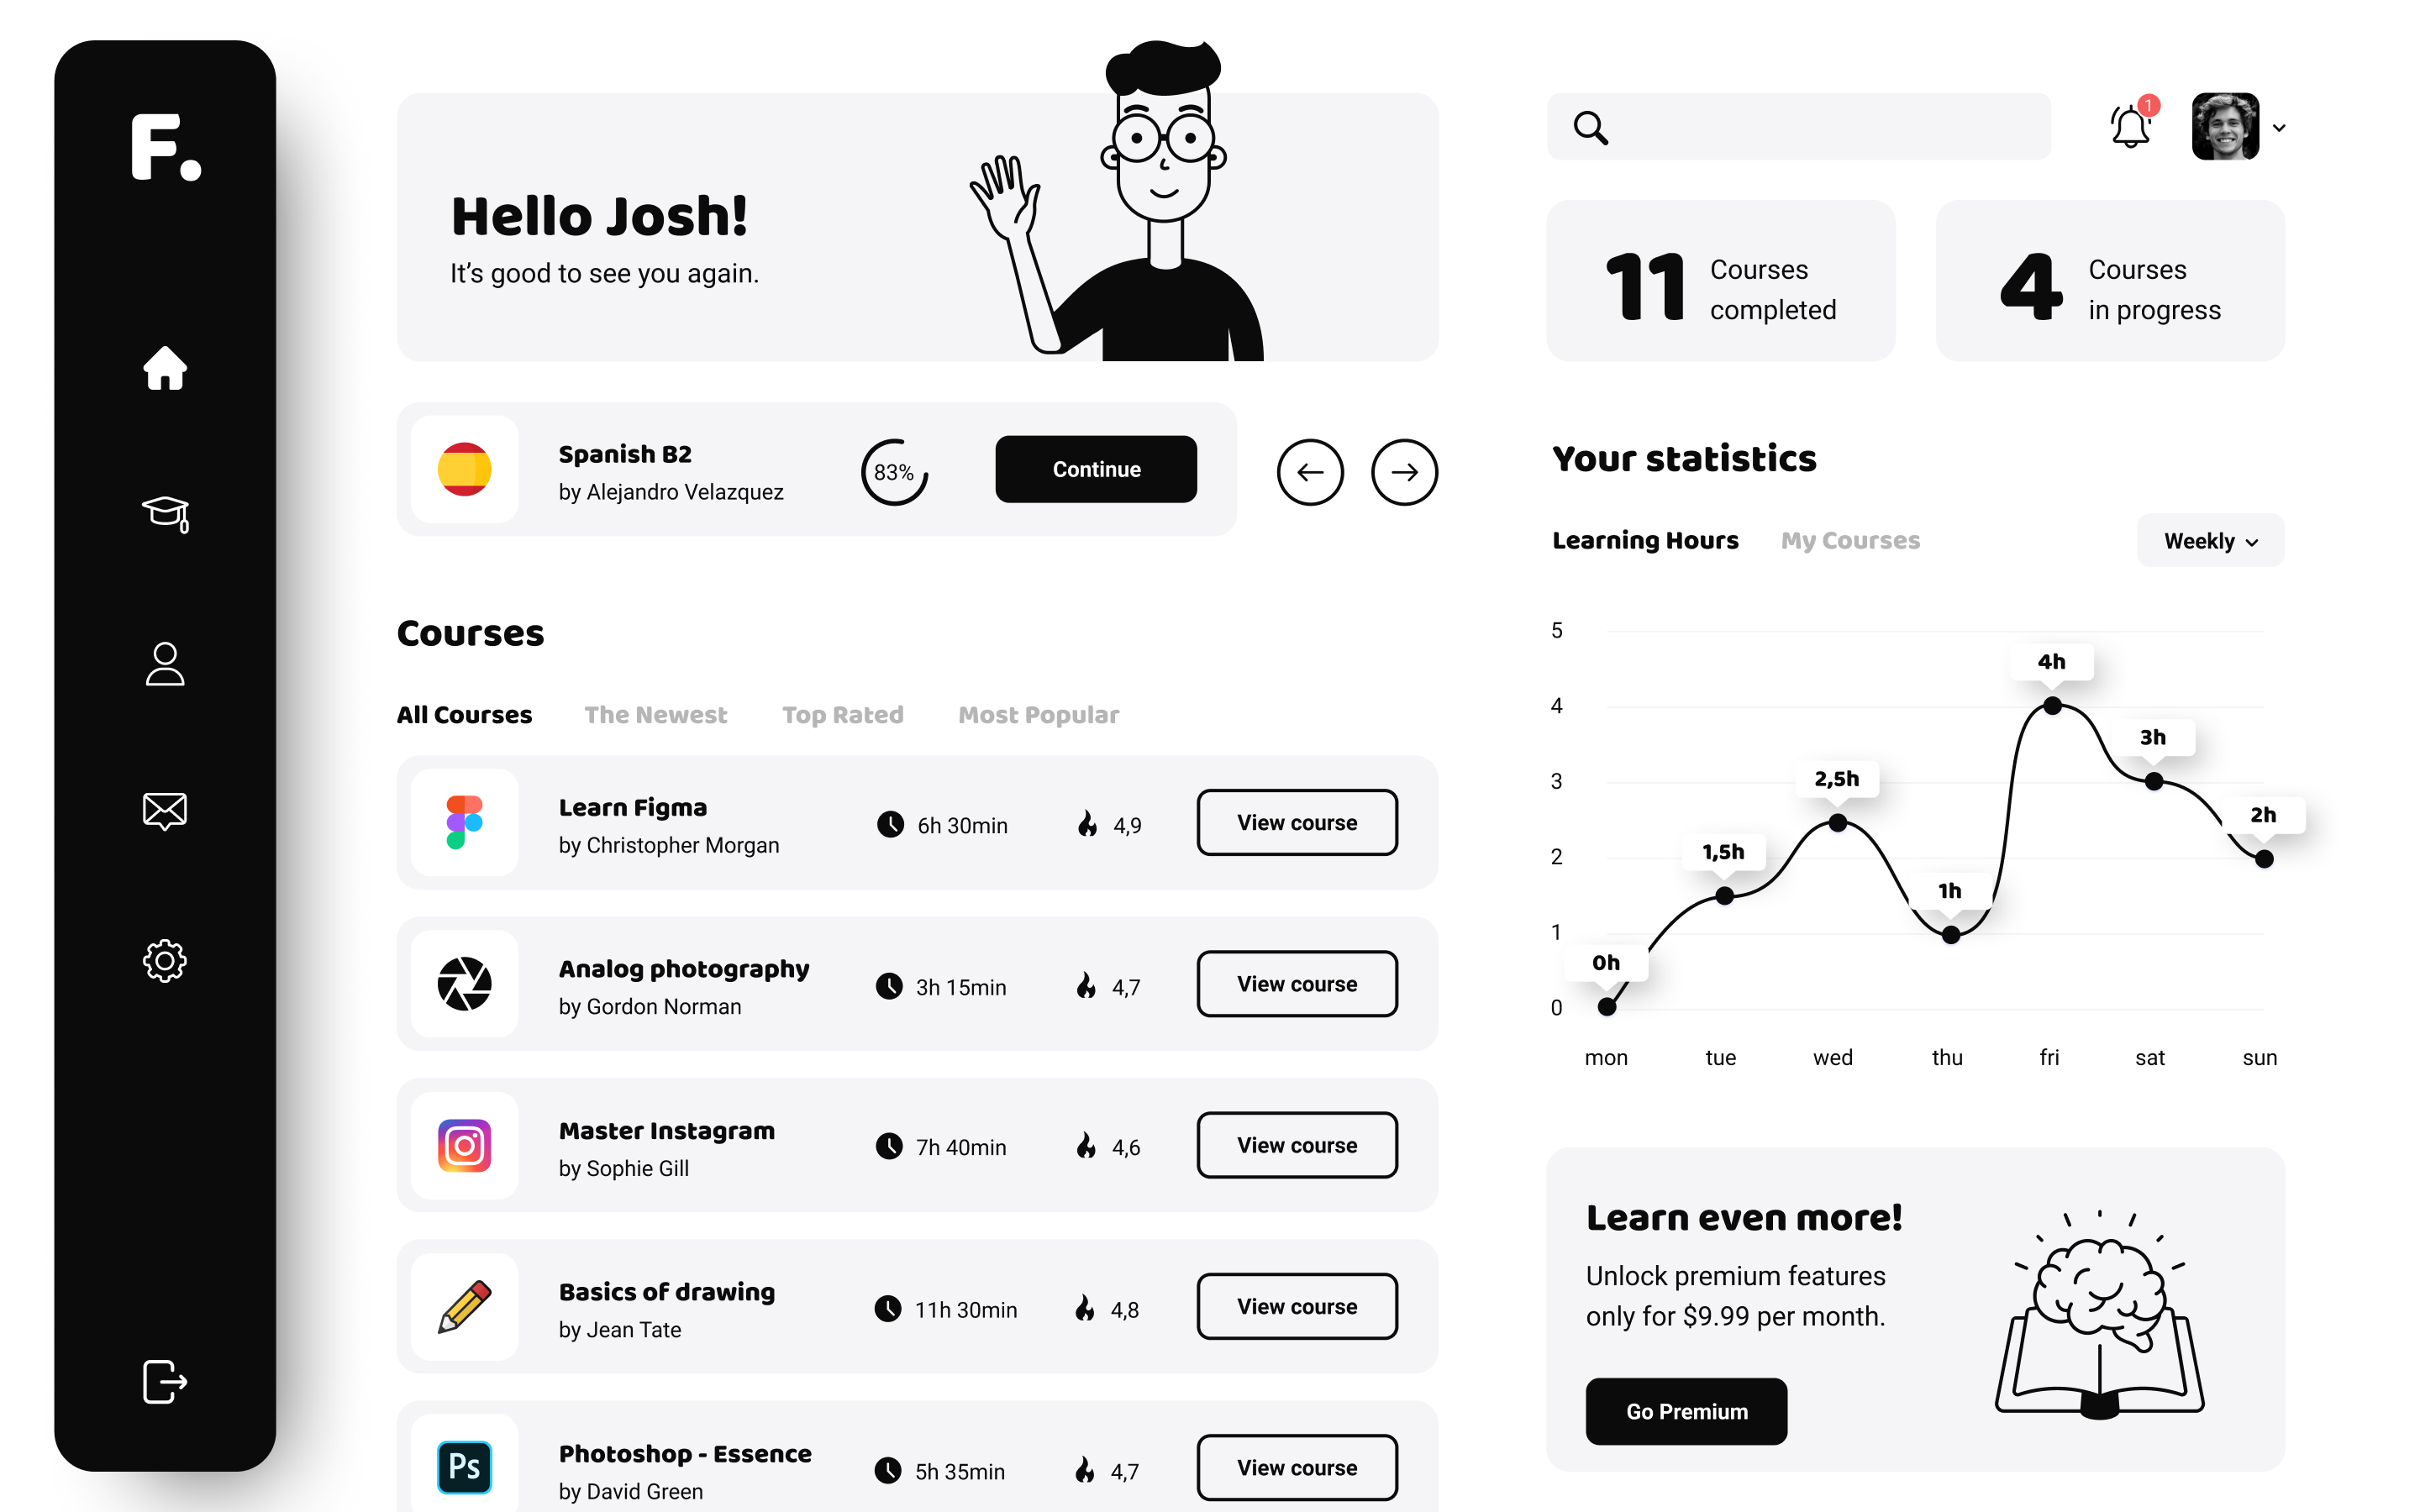 F.
Hello Josh!
It’s good to see you again.
Spanish B2
by Alejandro Velazquez
83%
Continue
Courses
All Courses
The Newest
Top Rated
Most Popular
Learn Figma
by Christopher Morgan
6h 30min
4,9
View course
Analog photography
by Gordon Norman
3h 15min
4,7
View course
Master Instagram
by Sophie Gill
7h 40min
4,6
View course
Basics of drawing
by Jean Tate
11h 30min
4,8
View course
Ps
Photoshop - Essence
by David Green
5h 35min
4,7
View course
1
11
Courses
completed
4
Courses
in progress
Your statistics
Learning Hours
My Courses
Weekly
5
4
3
2
1
0
0h
1,5h
2,5h
1h
4h
3h
2h
mon
tue
wed
thu
fri
sat
sun
Learn even more!
Unlock premium features
only for $9.99 per month.
Go Premium